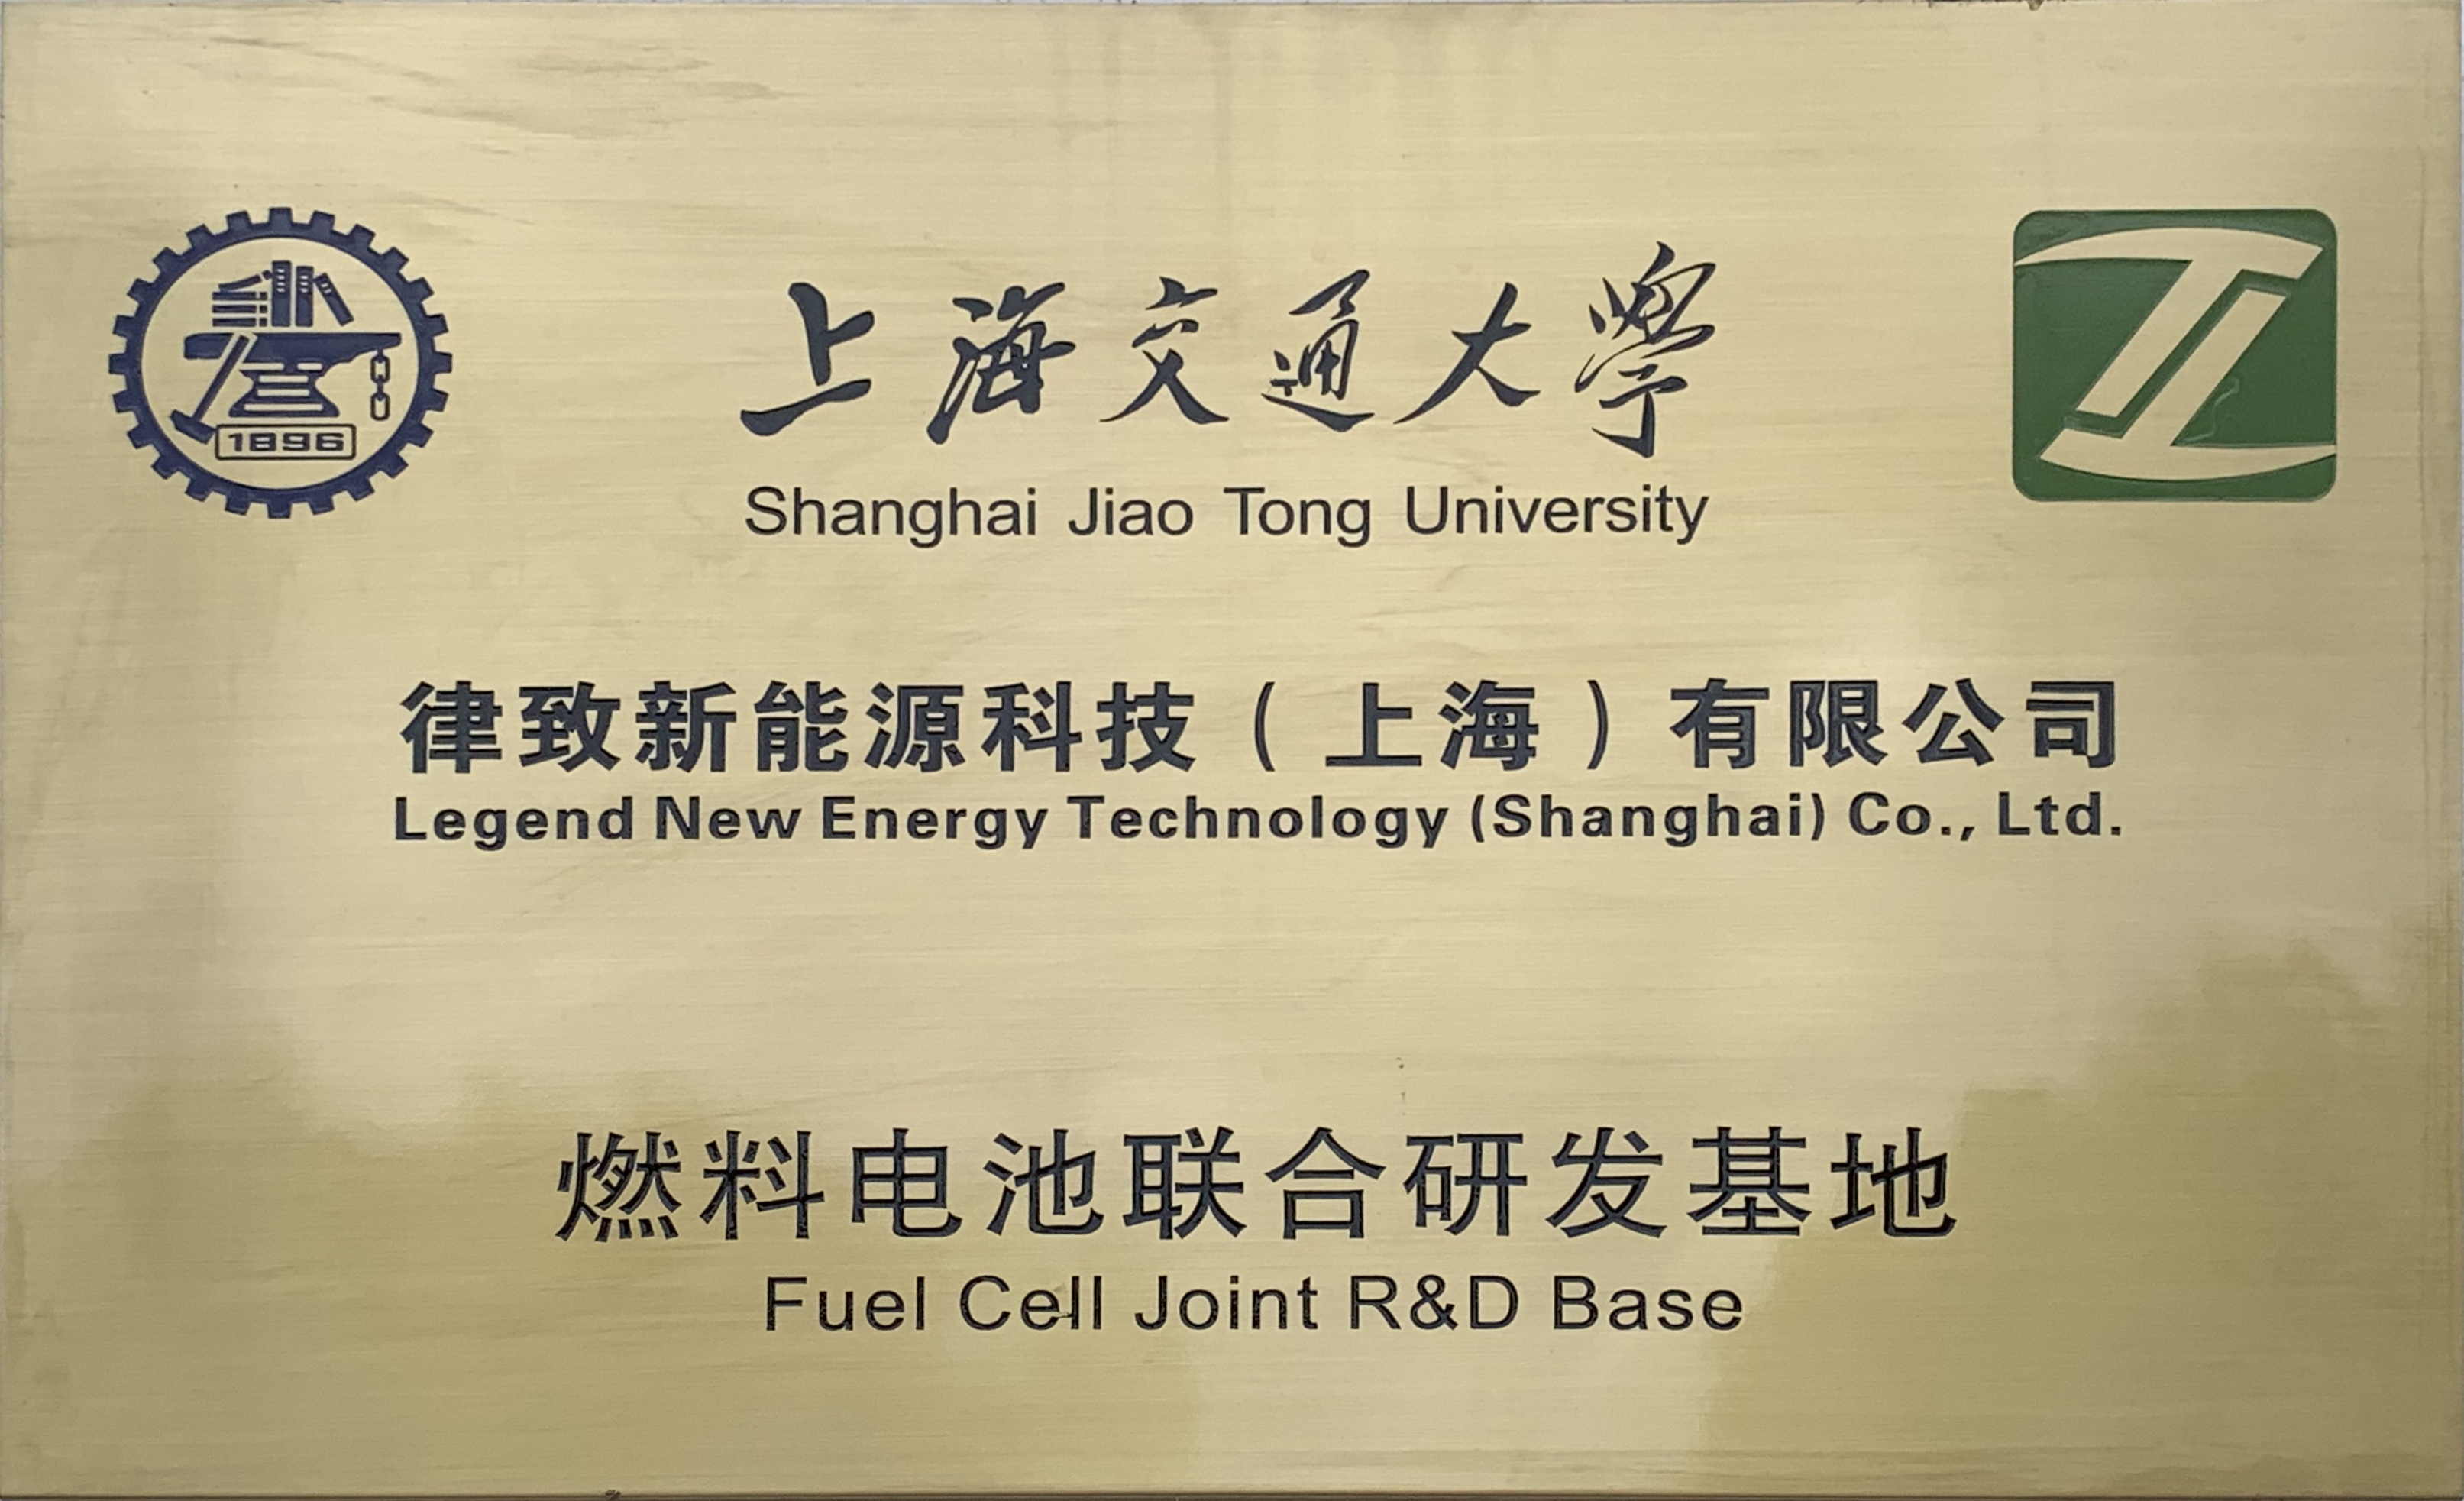 1896
上海交通大學
Shanghai Jiao Tong University
律致新能源科技（上海）有限公司
Legend New Energy Technology (Shanghai) Co., Ltd.
燃料电池联合研发基地
Fuel Cell Joint R&D Base